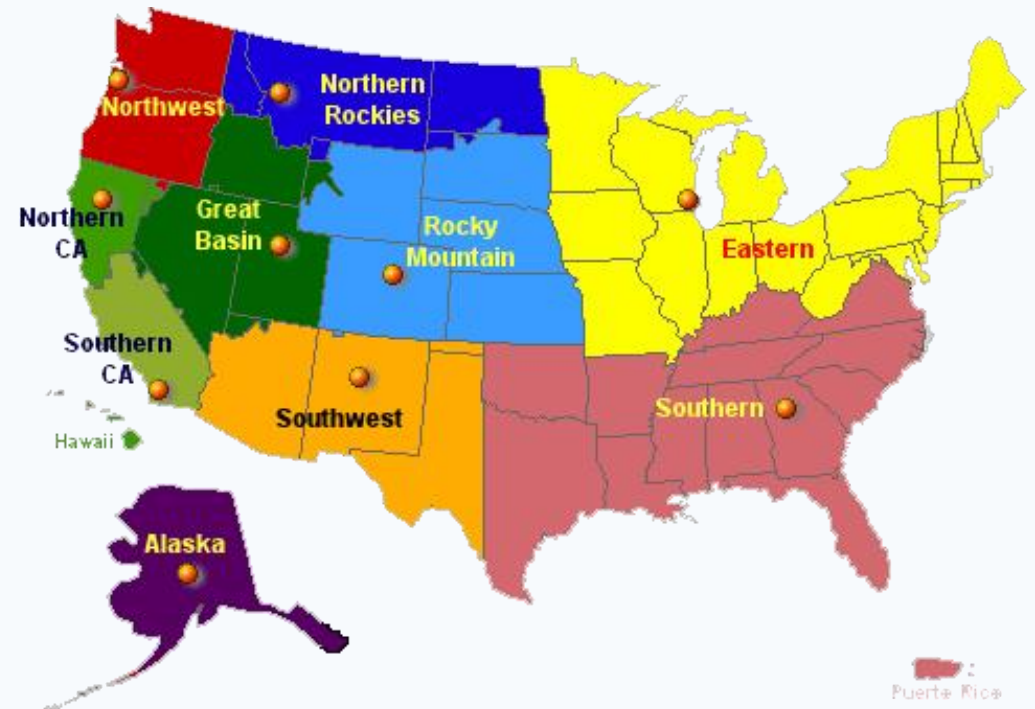 Northern
Rockies
Northwest
Great
Basin
Northern
CA
Rocky
Mountain
Eastern
Southern
CA
Southwest
Southern
Hawaii
Alaska
Puerto Rico